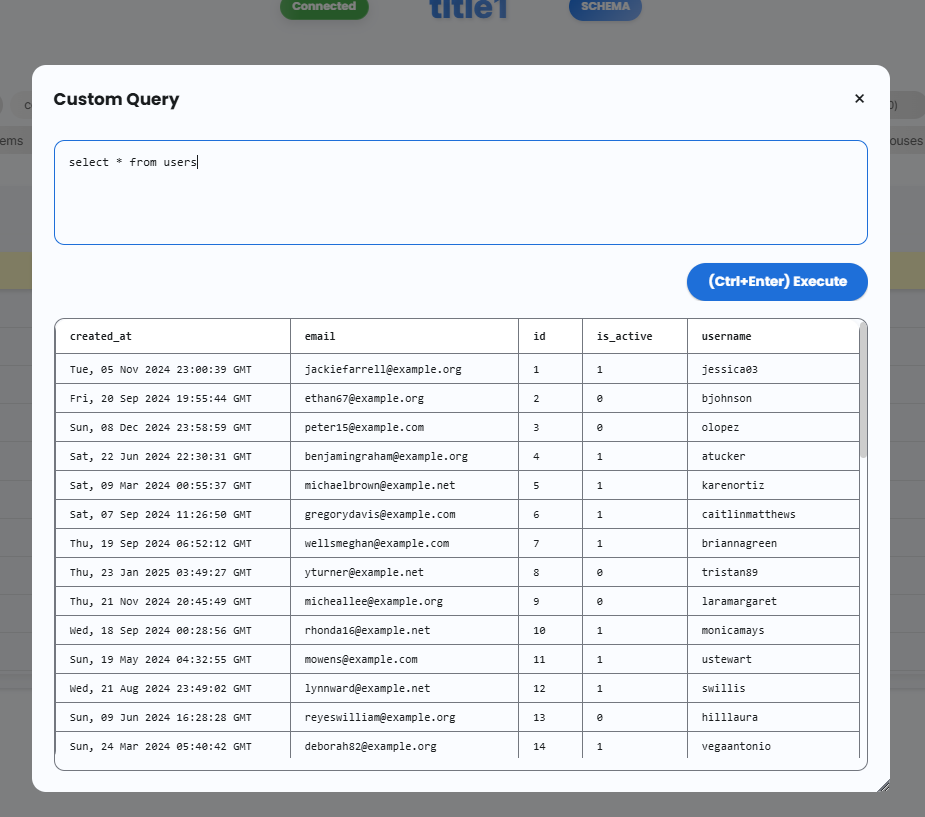 Connected title1 SCHEMA
Custom Query ×
ems ouses
select * from users
(Ctrl+Enter) Execute
created_at email id is_active username
Tue, 05 Nov 2024 23:00:39 GMT jackiefarrell@example.org 1 1 jessica03
Fri, 20 Sep 2024 19:55:44 GMT ethan67@example.org 2 0 bjohnson
Sun, 08 Dec 2024 23:58:59 GMT peter15@example.com 3 0 olopez
Sat, 22 Jun 2024 22:30:31 GMT benjamingraham@example.org 4 1 atucker
Sat, 09 Mar 2024 00:55:37 GMT michaelbrown@example.net 5 1 karenortiz
Sat, 07 Sep 2024 11:26:50 GMT gregorydavis@example.com 6 1 caitlinmatthews
Thu, 19 Sep 2024 06:52:12 GMT wellsmeghan@example.com 7 1 briannagreen
Thu, 23 Jan 2025 03:49:27 GMT yturner@example.net 8 0 tristan89
Thu, 21 Nov 2024 20:45:49 GMT micheallee@example.org 9 0 laramargaret
Wed, 18 Sep 2024 00:28:56 GMT rhonda16@example.net 10 1 monicamays
Sun, 19 May 2024 04:32:55 GMT mowens@example.com 11 1 ustewart
Wed, 21 Aug 2024 23:49:02 GMT lynnward@example.net 12 1 swillis
Sun, 09 Jun 2024 16:28:28 GMT reyeswilliam@example.org 13 0 hilllaura
Sun, 24 Mar 2024 05:40:42 GMT deborah82@example.org 14 1 vegaantonio